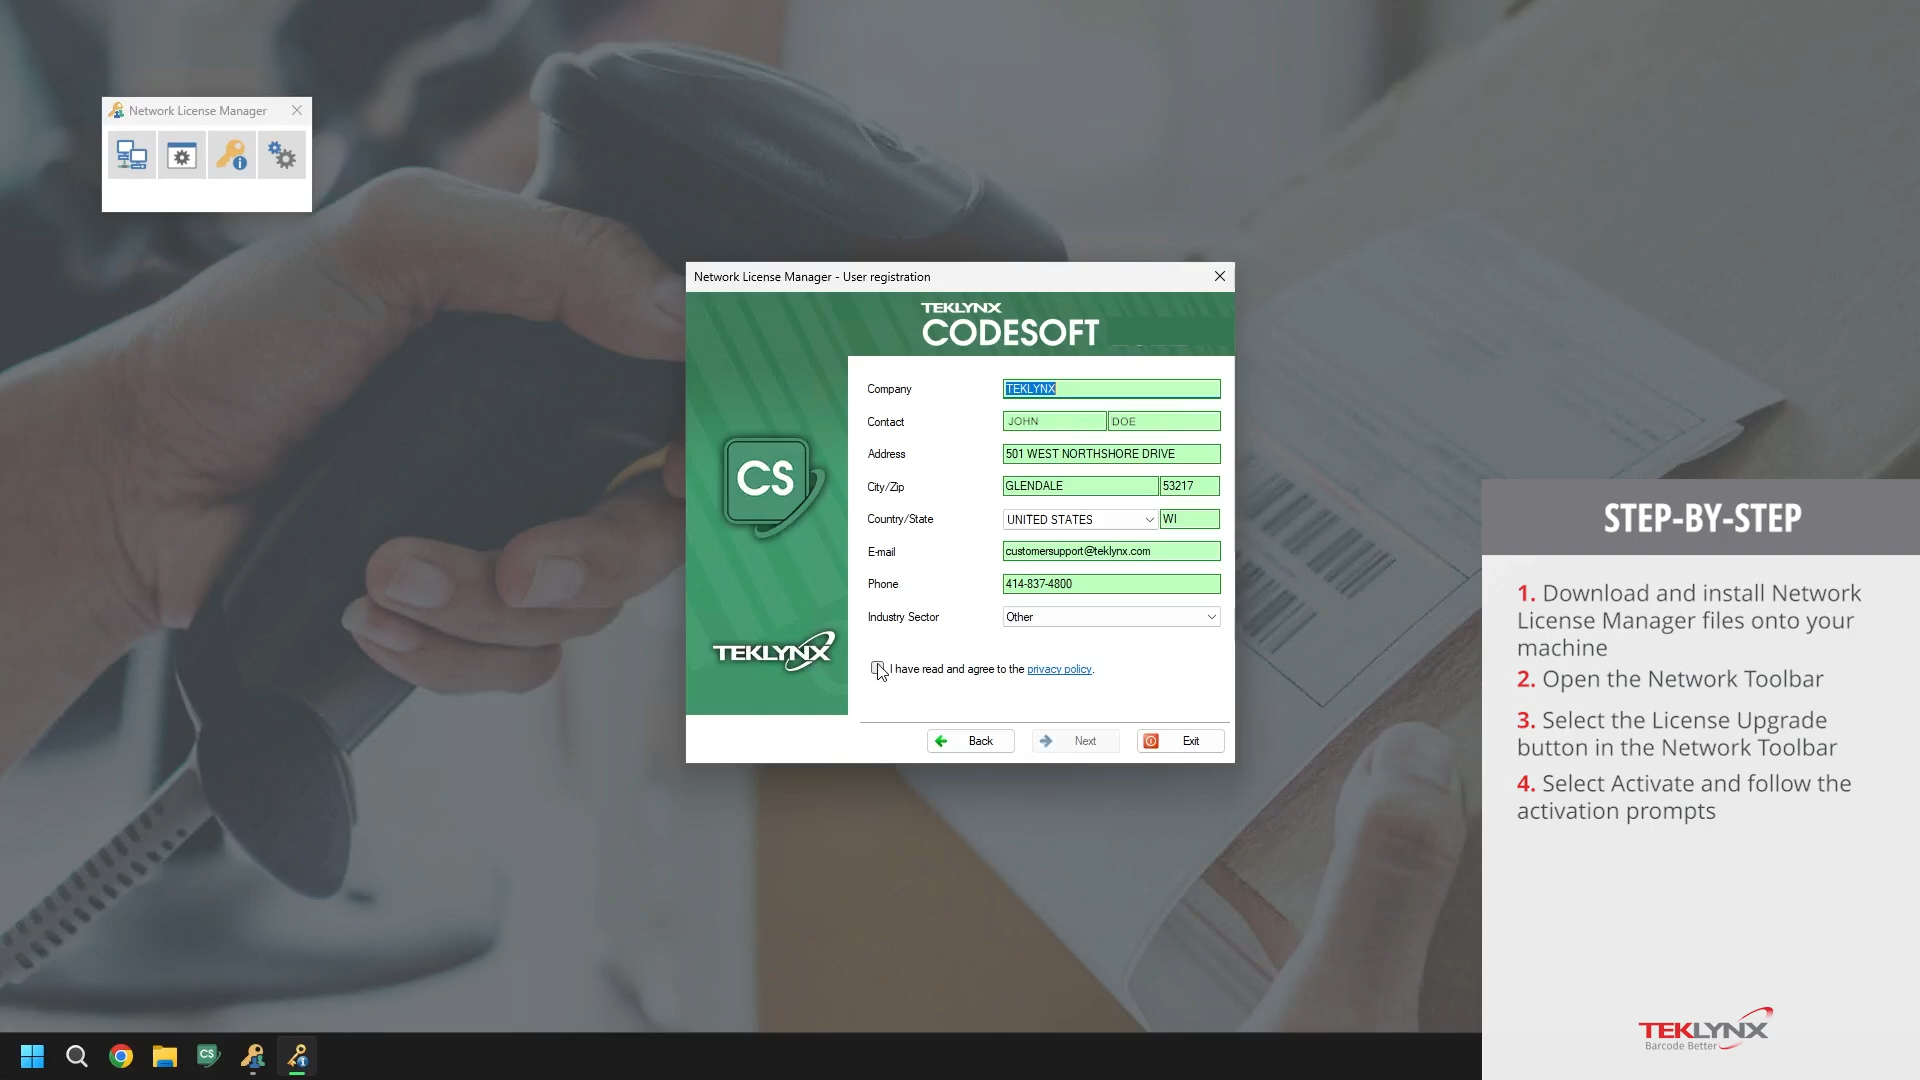 Network License Manager
Network License Manager - User registration
TEKLYNX
CODESOFT
Company TEKLYNX
Contact JOHN DOE
Address 501 WEST NORTHSHORE DRIVE
City/Zip GLENDALE 53217
Country/State UNITED STATES WI
E-mail customersupport@teklynx.com
Phone 414-837-4800
Industry Sector Other
CS
TEKLYNX
I have read and agree to the privacy policy.
Back Next Exit
STEP-BY-STEP
1. Download and install Network
License Manager files onto your
machine
2. Open the Network Toolbar
3. Select the License Upgrade
button in the Network Toolbar
4. Select Activate and follow the
activation prompts
TEKLYNX
Barcode Better
CS